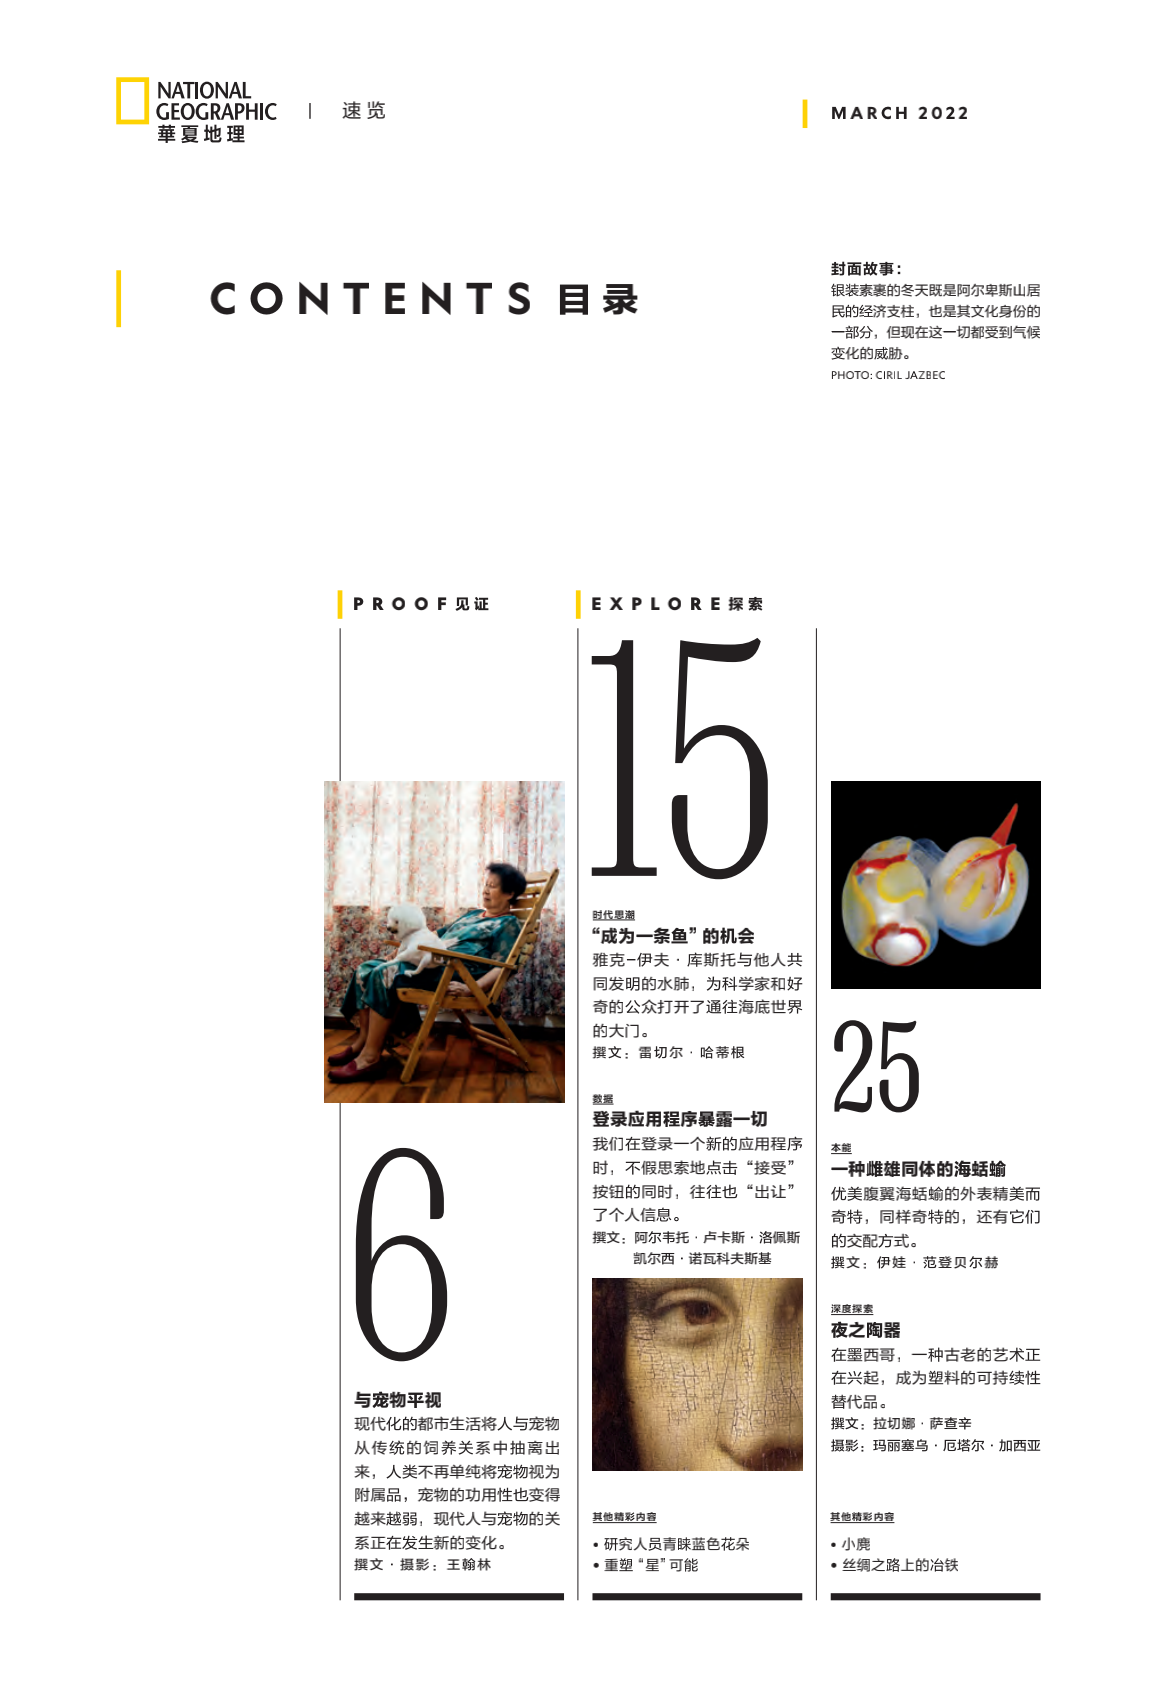 NATIONAL
GEOGRAPHIC
華夏地理
速览
MARCH 2022
CONTENTS 目录
封面故事：
银装素裹的冬天既是阿尔卑斯山居
民的经济支柱，也是其文化身份的
一部分，但现在这一切都受到气候
变化的威胁。
PHOTO: CIRIL JAZBEC
PROOF 见证
6
与宠物平视
现代化的都市生活将人与宠物
从传统的饲养关系中抽离出
来，人类不再单纯将宠物视为
附属品，宠物的功用性也变得
越来越弱，现代人与宠物的关
系正在发生新的变化。
撰文·摄影：王翰林
EXPLORE 探索
15
时代思潮
“成为一条鱼”的机会
雅克-伊夫·库斯托与他人共
同发明的水肺，为科学家和好
奇的公众打开了通往海底世界
的大门。
撰文：雷切尔·哈蒂根
数据
登录应用程序暴露一切
我们在登录一个新的应用程序
时，不假思索地点击“接受”
按钮的同时，往往也“出让”
了个人信息。
撰文：阿尔韦托·卢卡斯·洛佩斯
凯尔西·诺瓦科夫斯基
其他精彩内容
• 研究人员青睐蓝色花朵
• 重塑“星”可能
25
本能
一种雌雄同体的海蛞蝓
优美腹翼海蛞蝓的外表精美而
奇特，同样奇特的，还有它们
的交配方式。
撰文：伊娃·范登贝尔赫
深度探索
夜之陶器
在墨西哥，一种古老的艺术正
在兴起，成为塑料的可持续性
替代品。
撰文：拉切娜·萨查辛
摄影：玛丽塞乌·厄塔尔·加西亚
其他精彩内容
• 小麂
• 丝绸之路上的冶铁